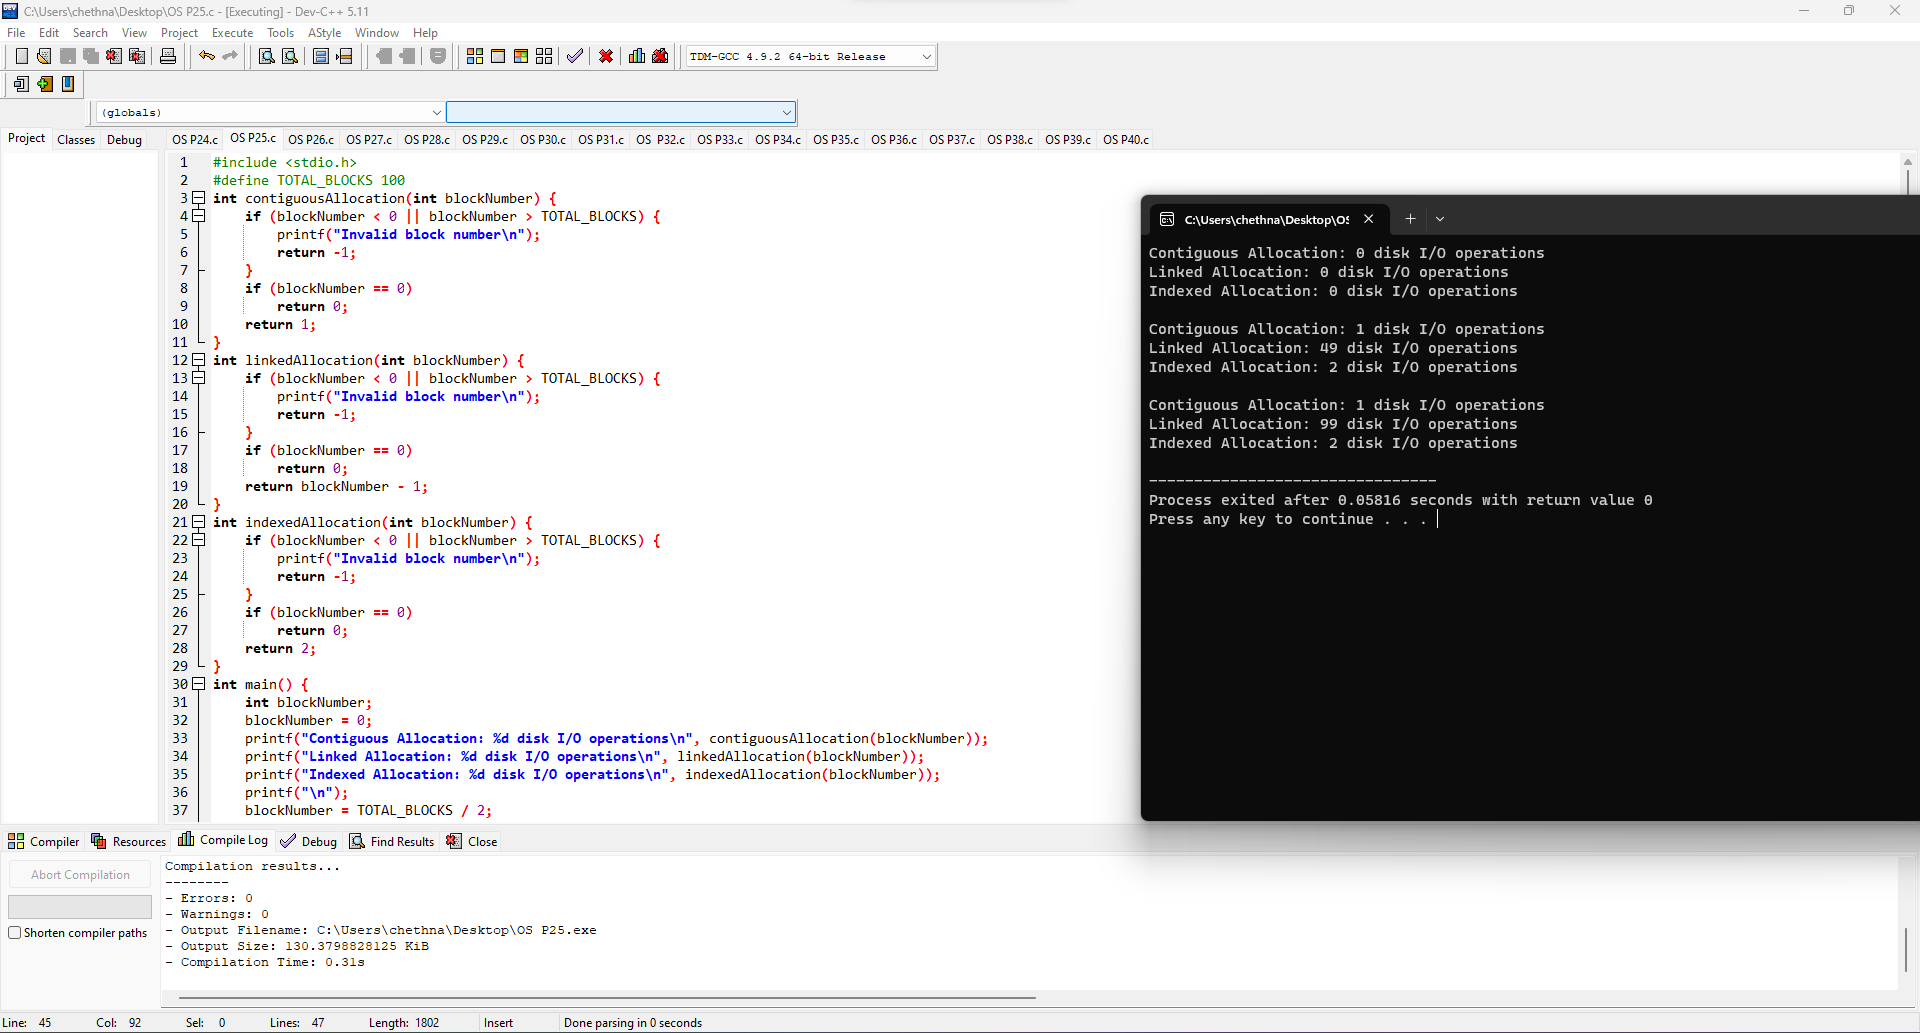 C:\Users\chethna\Desktop\OS P25.c - [Executing] - Dev-C++ 5.11
File Edit Search View Project Execute Tools AStyle Window Help
TDM-GCC 4.9.2 64-bit Release
(globals)
Project Classes Debug
OS P24.c OS P25.c OS P26.c OS P27.c OS P28.c OS P29.c OS P30.c OS P31.c OS P32.c OS P33.c OS P34.c OS P35.c OS P36.c OS P37.c OS P38.c OS P39.c OS P40.c
1 #include <stdio.h>
2 #define TOTAL_BLOCKS 100
3 int contiguousAllocation(int blockNumber) {
4 if (blockNumber < 0 || blockNumber > TOTAL_BLOCKS) {
5 printf("Invalid block number\n");
6 return -1;
7 }
8 if (blockNumber == 0)
9 return 0;
10 return 1;
11 }
12 int linkedAllocation(int blockNumber) {
13 if (blockNumber < 0 || blockNumber > TOTAL_BLOCKS) {
14 printf("Invalid block number\n");
15 return -1;
16 }
17 if (blockNumber == 0)
18 return 0;
19 return blockNumber - 1;
20 }
21 int indexedAllocation(int blockNumber) {
22 if (blockNumber < 0 || blockNumber > TOTAL_BLOCKS) {
23 printf("Invalid block number\n");
24 return -1;
25 }
26 if (blockNumber == 0)
27 return 0;
28 return 2;
29 }
30 int main() {
31 int blockNumber;
32 blockNumber = 0;
33 printf("Contiguous Allocation: %d disk I/O operations\n", contiguousAllocation(blockNumber));
34 printf("Linked Allocation: %d disk I/O operations\n", linkedAllocation(blockNumber));
35 printf("Indexed Allocation: %d disk I/O operations\n", indexedAllocation(blockNumber));
36 printf("\n");
37 blockNumber = TOTAL_BLOCKS / 2;
C:\Users\chethna\Desktop\OS
Contiguous Allocation: 0 disk I/O operations
Linked Allocation: 0 disk I/O operations
Indexed Allocation: 0 disk I/O operations
Contiguous Allocation: 1 disk I/O operations
Linked Allocation: 49 disk I/O operations
Indexed Allocation: 2 disk I/O operations
Contiguous Allocation: 1 disk I/O operations
Linked Allocation: 99 disk I/O operations
Indexed Allocation: 2 disk I/O operations
--------------------------------
Process exited after 0.05816 seconds with return value 0
Press any key to continue . . .
Compiler Resources Compile Log Debug Find Results Close
Abort Compilation
Shorten compiler paths
Compilation results...
--------
- Errors: 0
- Warnings: 0
- Output Filename: C:\Users\chethna\Desktop\OS P25.exe
- Output Size: 130.3798828125 KiB
- Compilation Time: 0.31s
Line: 45 Col: 92 Sel: 0 Lines: 47 Length: 1802 Insert Done parsing in 0 seconds